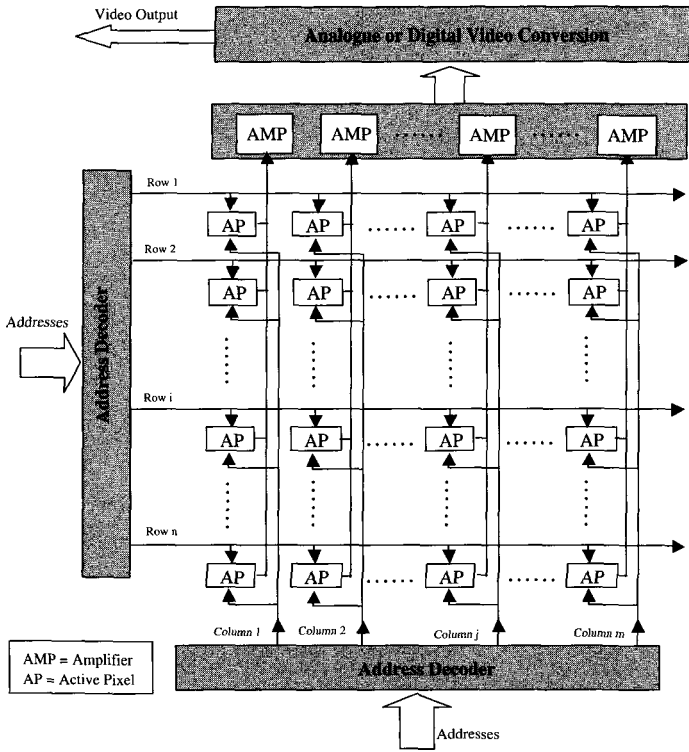 Video Output
Analogue or Digital Video Conversion
AMP AMP ...... AMP ...... AMP
Row 1
AP AP ...... AP ...... AP
Row 2
AP AP ...... AP ...... AP
Addresses
Address Decoder
Row i
AP AP ...... AP ...... AP
Row n
AP AP ...... AP ...... AP
Column 1 Column 2 Column j Column m
AMP = Amplifier
AP = Active Pixel
Address Decoder
Addresses